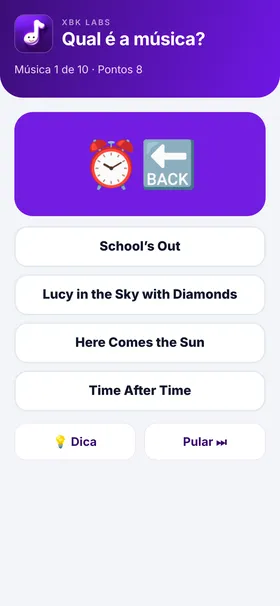 XBK LABS
Qual é a música?
Música 1 de 10 · Pontos 8
BACK
School’s Out
Lucy in the Sky with Diamonds
Here Comes the Sun
Time After Time
💡 Dica
Pular ⏭